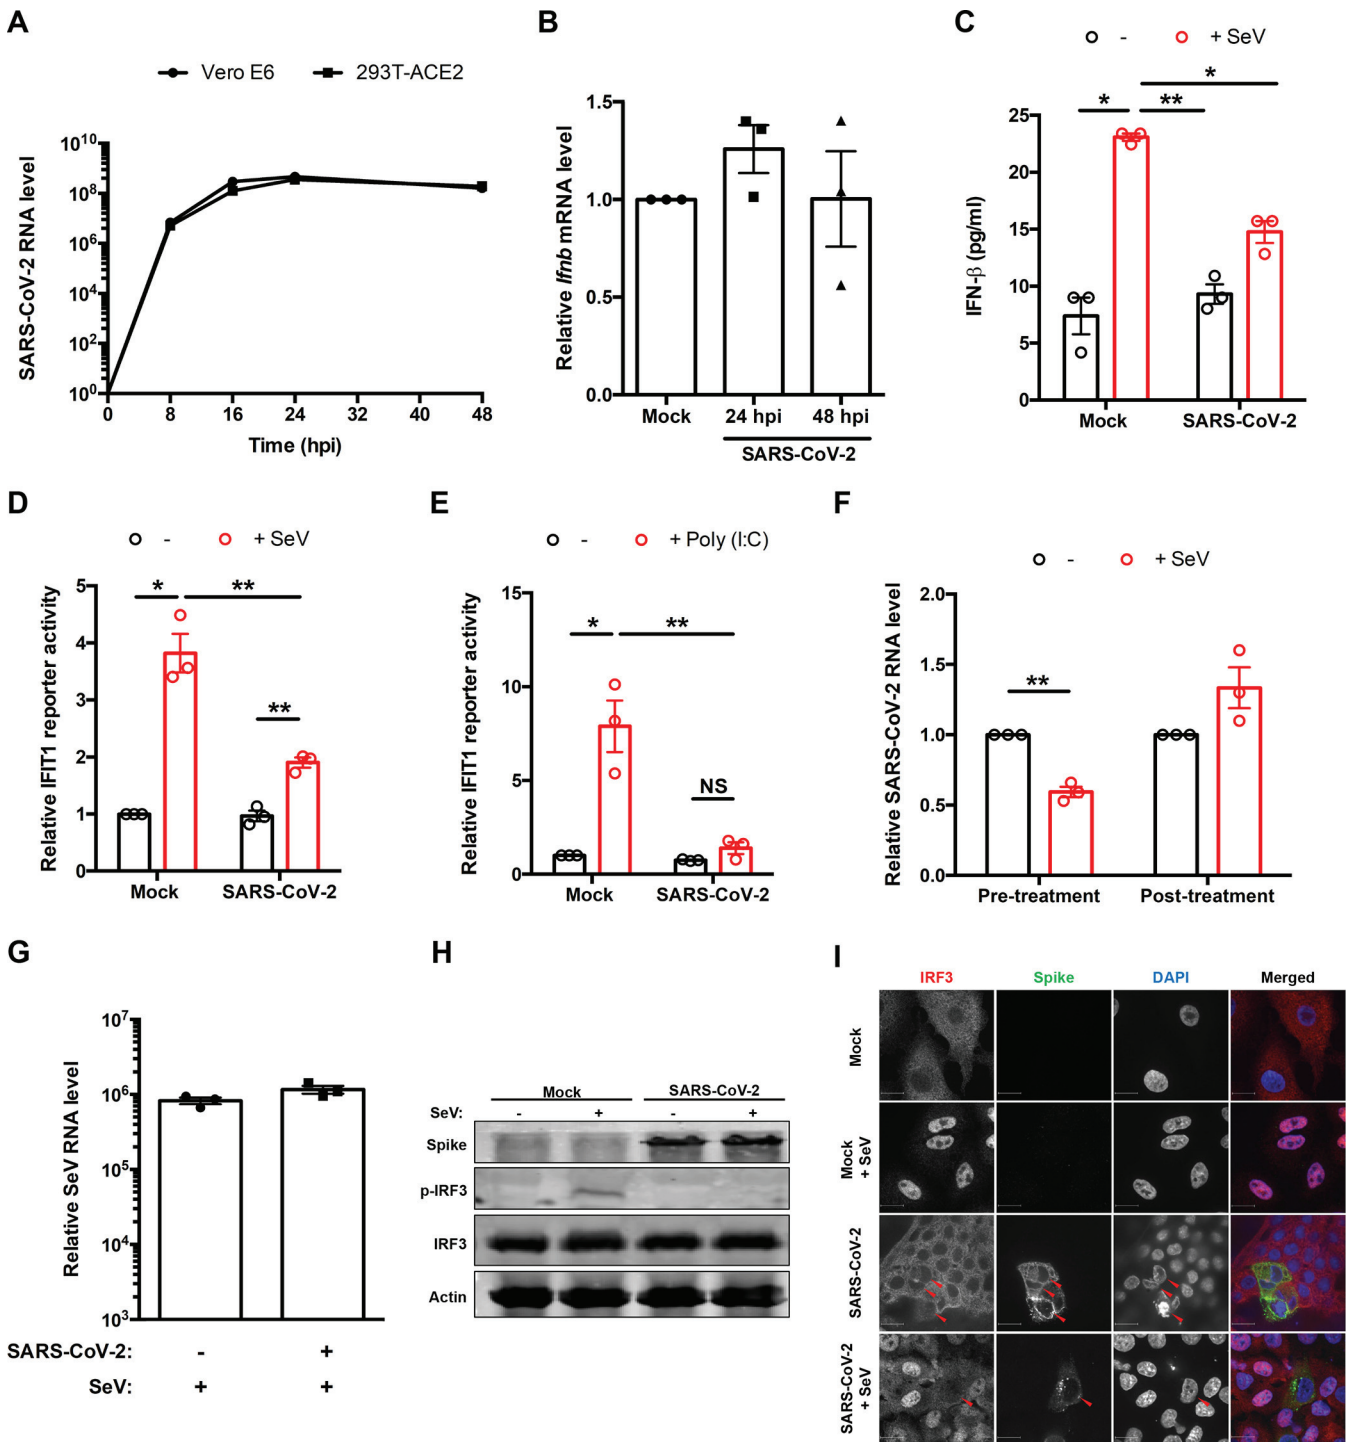 A
Vero E6
293T-ACE2
SARS-CoV-2 RNA level
10^10
10^8
10^6
10^4
10^2
10^0
0 8 16 24 32 40 48
Time (hpi)
B
Relative Ifnb mRNA level
1.5
1.0
0.5
0.0
Mock 24 hpi 48 hpi
SARS-CoV-2
C
- + SeV
*
* **
IFN-β (pg/ml)
25
20
15
10
5
0
Mock SARS-CoV-2
D
- + SeV
Relative IFIT1 reporter activity
* **
**
5
4
3
2
1
0
Mock SARS-CoV-2
E
- + Poly (I:C)
Relative IFIT1 reporter activity
* **
NS
15
10
5
0
Mock SARS-CoV-2
F
- + SeV
Relative SARS-CoV-2 RNA level
**
2.0
1.5
1.0
0.5
0.0
Pre-treatment Post-treatment
G
Relative SeV RNA level
10^7
10^6
10^5
10^4
10^3
SARS-CoV-2: - +
SeV: + +
H
Mock SARS-CoV-2
SeV: - + - +
Spike
p-IRF3
IRF3
Actin
I
IRF3 Spike DAPI Merged
Mock
Mock
+ SeV
SARS-CoV-2
SARS-CoV-2
+ SeV